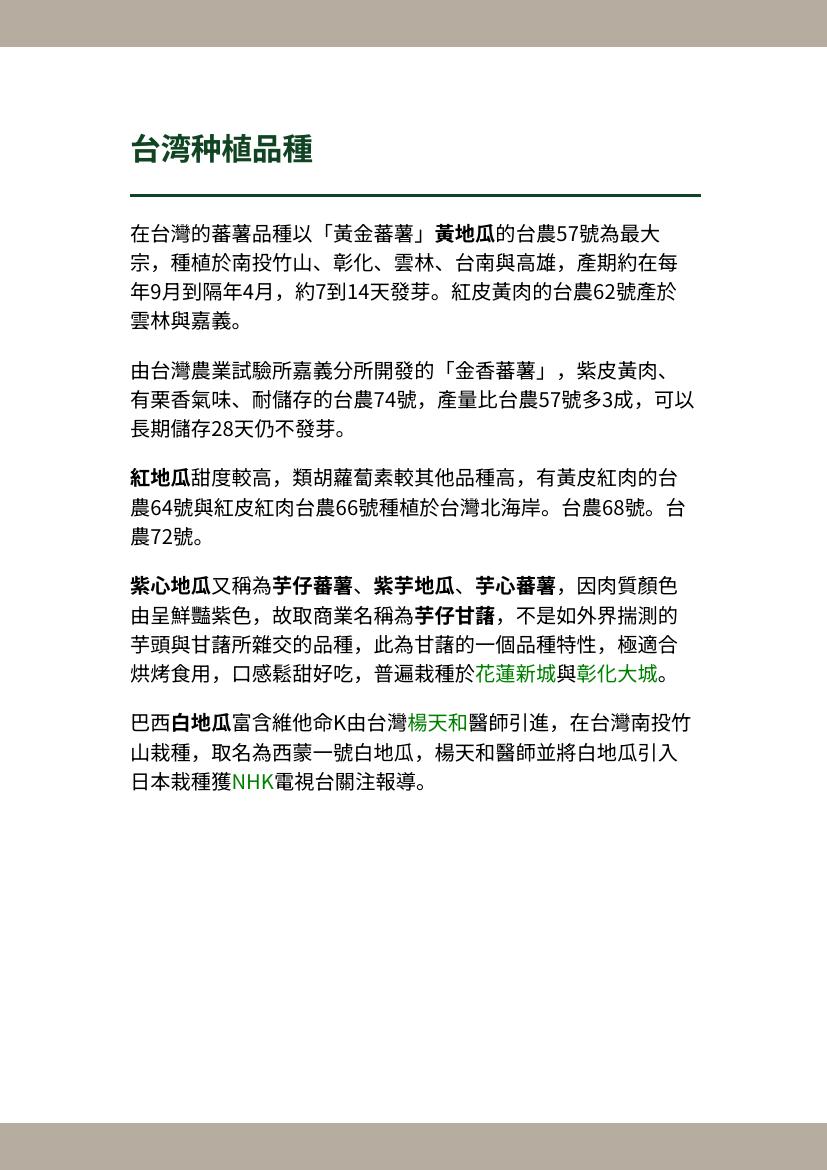 台湾种植品種
在台灣的蕃薯品種以「黃金蕃薯」黃地瓜的台農57號為最大
宗，種植於南投竹山、彰化、雲林、台南與高雄，產期約在每
年9月到隔年4月，約7到14天發芽。紅皮黃肉的台農62號產於
雲林與嘉義。
由台灣農業試驗所嘉義分所開發的「金香蕃薯」，紫皮黃肉、
有栗香氣味、耐儲存的台農74號，產量比台農57號多3成，可以
長期儲存28天仍不發芽。
紅地瓜甜度較高，類胡蘿蔔素較其他品種高，有黃皮紅肉的台
農64號與紅皮紅肉台農66號種植於台灣北海岸。台農68號。台
農72號。
紫心地瓜又稱為芋仔蕃薯、紫芋地瓜、芋心蕃薯，因肉質顏色
由呈鮮豔紫色，故取商業名稱為芋仔甘藷，不是如外界揣測的
芋頭與甘藷所雜交的品種，此為甘藷的一個品種特性，極適合
烘烤食用，口感鬆甜好吃，普遍栽種於花蓮新城與彰化大城。
巴西白地瓜富含維他命K由台灣楊天和醫師引進，在台灣南投竹
山栽種，取名為西蒙一號白地瓜，楊天和醫師並將白地瓜引入
日本栽種獲NHK電視台關注報導。